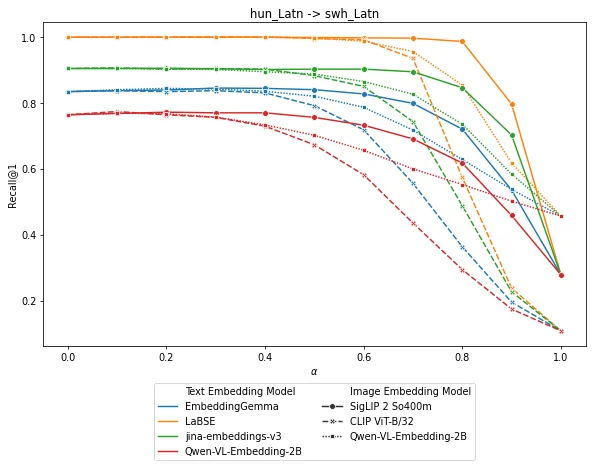 hun_Latn -> swh_Latn
1.0
0.8
0.6
0.4
0.2
Recall@1
0.0 0.2 0.4 0.6 0.8 1.0
α
Text Embedding Model Image Embedding Model
EmbeddingGemma SigLIP 2 So400m
LaBSE CLIP ViT-B/32
jina-embeddings-v3 Qwen-VL-Embedding-2B
Qwen-VL-Embedding-2B